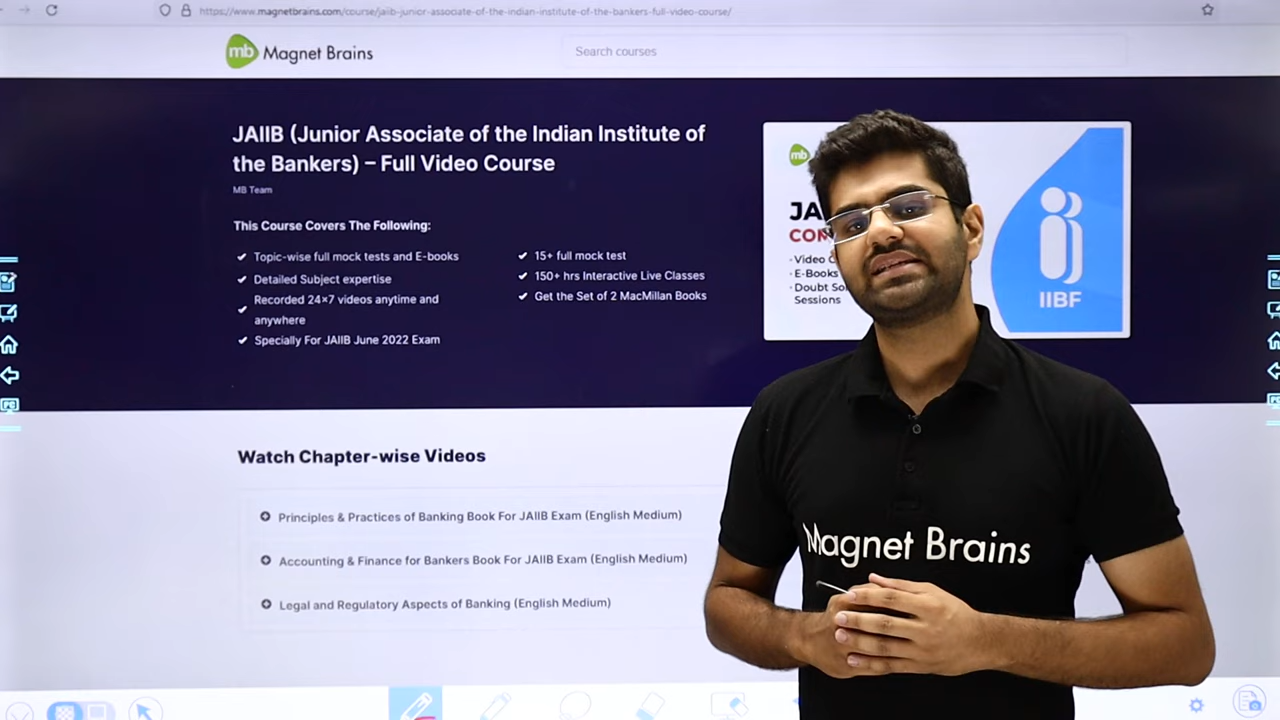 https://www.magnetbrains.com/course/jaiib-junior-associate-of-the-indian-institute-of-the-bankers-full-video-course/
mb Magnet Brains
Search courses
JAIIB (Junior Associate of the Indian Institute of
the Bankers) – Full Video Course
MB Team
This Course Covers The Following:
Topic-wise full mock tests and E-books
Detailed Subject expertise
Recorded 24×7 videos anytime and
anywhere
Specially For JAIIB June 2022 Exam
15+ full mock test
150+ hrs Interactive Live Classes
Get the Set of 2 MacMillan Books
mb
JA
CO
· Video
· E-Books
· Doubt
Sessions
IIBF
Watch Chapter-wise Videos
Principles & Practices of Banking Book For JAIIB Exam (English Medium)
Accounting & Finance for Bankers Book For JAIIB Exam (English Medium)
Legal and Regulatory Aspects of Banking (English Medium)
Magnet Brains